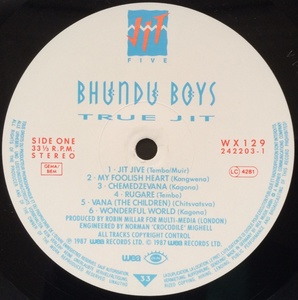 JIT
FIVE
BHUNDU BOYS
TRUE JIT
SIDE ONE
33⅓ R.P.M.
STEREO
WX129
242203-1
GEMA/
BIEM
LC 4281
1 - JIT JIVE (Tembo/Muir)
2 - MY FOOLISH HEART (Kangwena)
3 - CHEMEDZEVANA (Kagona)
4 - RUGARE (Tembo)
5 - VANA (THE CHILDREN) (Chitsvatsva)
6 - WONDERFUL WORLD (Kagona)
PRODUCED BY ROBIN MILLAR FOR MULTI-MEDIA (LONDON)
ENGINEERED BY NORMAN 'CROCODILE' MIGHELL
ALL TRACKS COPYRIGHT CONTROL
℗ 1987 wea RECORDS LTD. © 1987 WEA RECORDS LTD.
wea
33